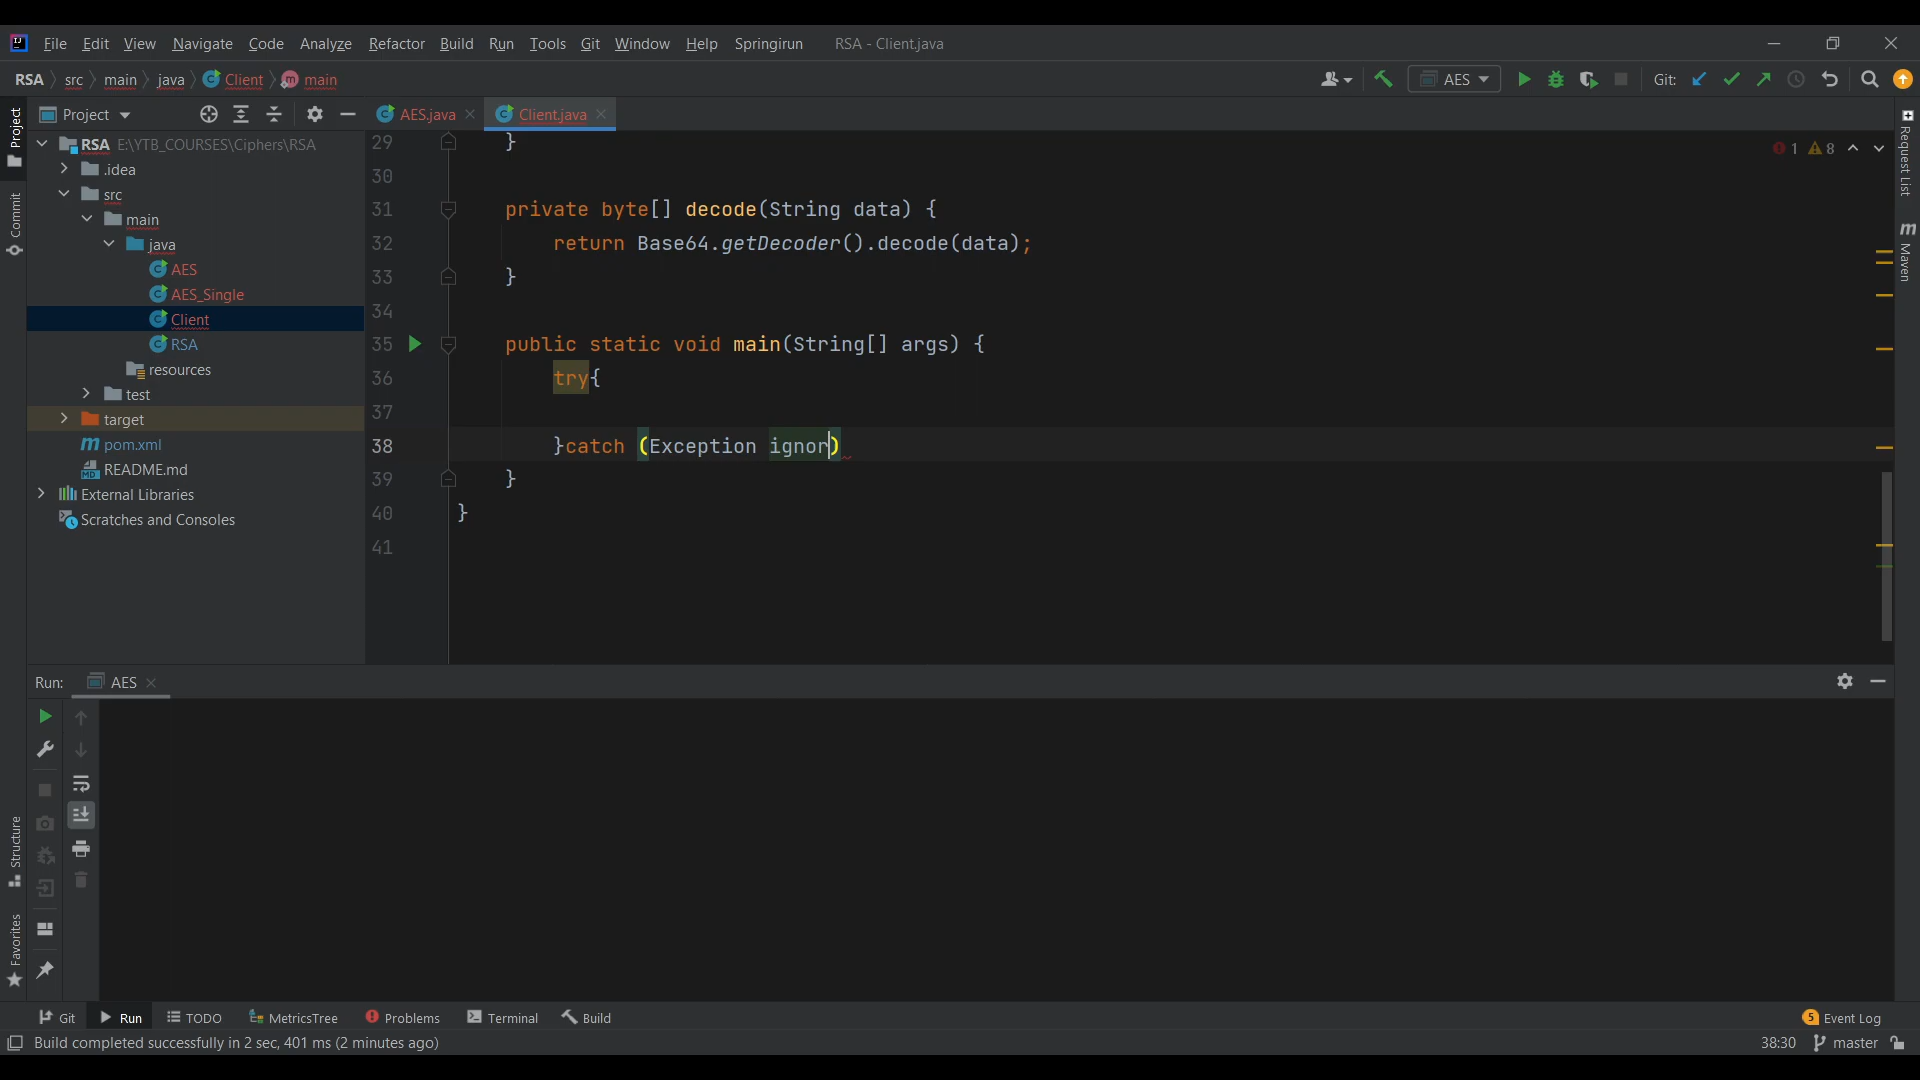 File Edit View Navigate Code Analyze Refactor Build Run Tools Git Window Help Springirun RSA - Client.java
RSA src main java Client main AES Git:
Project AES.java Client.java
RSA E:\YTB_COURSES\Ciphers\RSA
.idea
src
main
java
AES
AES_Single
Client
RSA
resources
test
target
pom.xml
README.md
External Libraries
Scratches and Consoles
Project
Commit
Structure
Favorites
29 }
30
31 private byte[] decode(String data) {
32 return Base64.getDecoder().decode(data);
33 }
34
35 public static void main(String[] args) {
36 try{
37
38 }catch (Exception ignor)
39 }
40 }
41
1 8
Request List
m Maven
Run: AES
Git Run TODO MetricsTree Problems Terminal Build 5 Event Log
Build completed successfully in 2 sec, 401 ms (2 minutes ago) 38:30 master